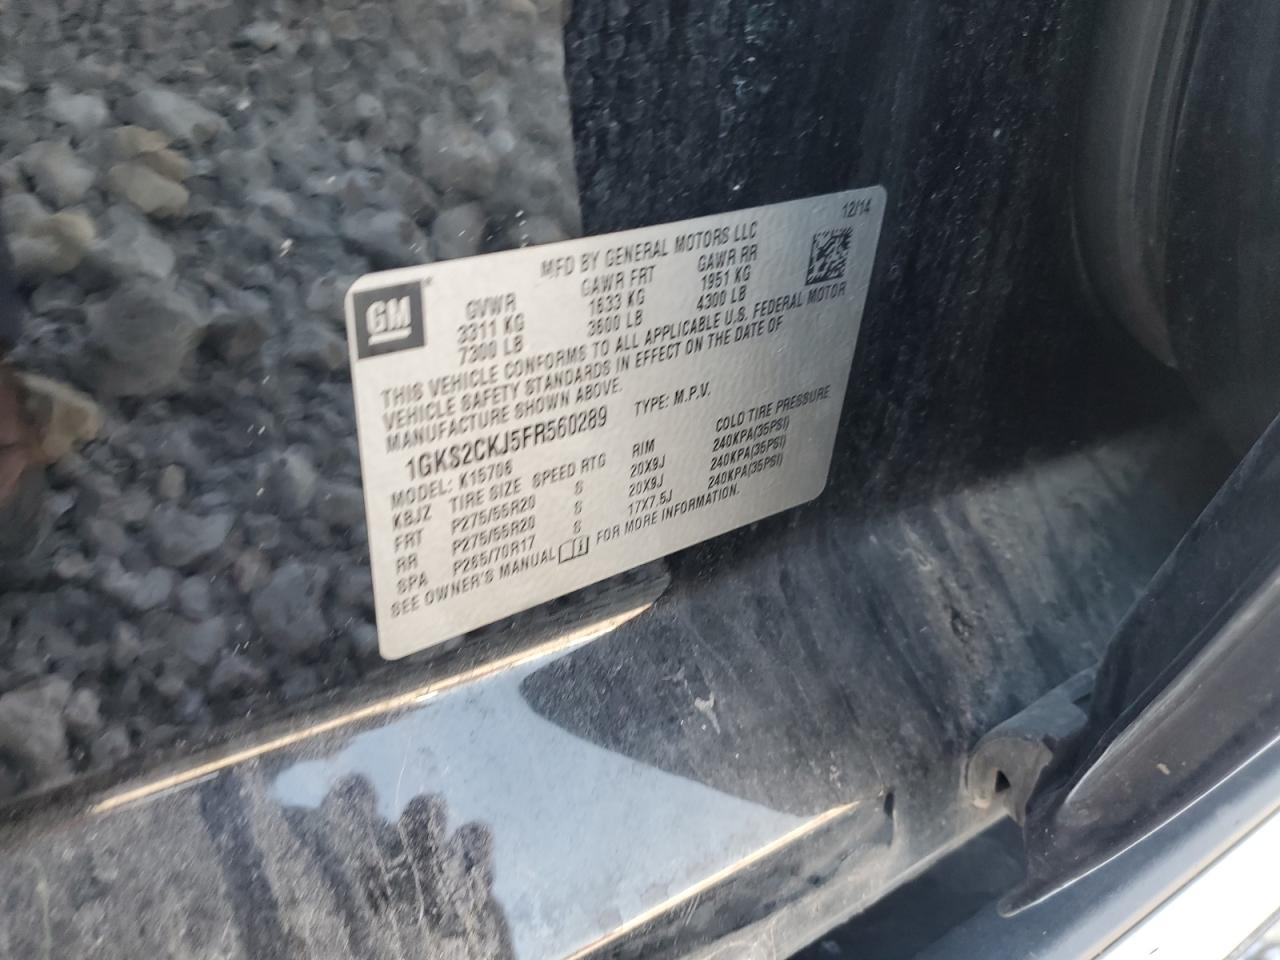 12/14
MFD BY GENERAL MOTORS LLC
GM
GVWR GAWR FRT GAWR RR
3311 KG 1633 KG 1951 KG
7300 LB 3600 LB 4300 LB
THIS VEHICLE CONFORMS TO ALL APPLICABLE U.S. FEDERAL MOTOR
VEHICLE SAFETY STANDARDS IN EFFECT ON THE DATE OF
MANUFACTURE SHOWN ABOVE.
1GKS2CKJ5FR560289 TYPE: M.P.V.
MODEL: K15706
KBJZ TIRE SIZE SPEED RTG RIM COLD TIRE PRESSURE
FRT P275/55R20 S 20X9J 240KPA(35PSI)
RR P275/55R20 S 20X9J 240KPA(35PSI)
SPA P265/70R17 S 17X7.5J 240KPA(35PSI)
SEE OWNER'S MANUAL FOR MORE INFORMATION.